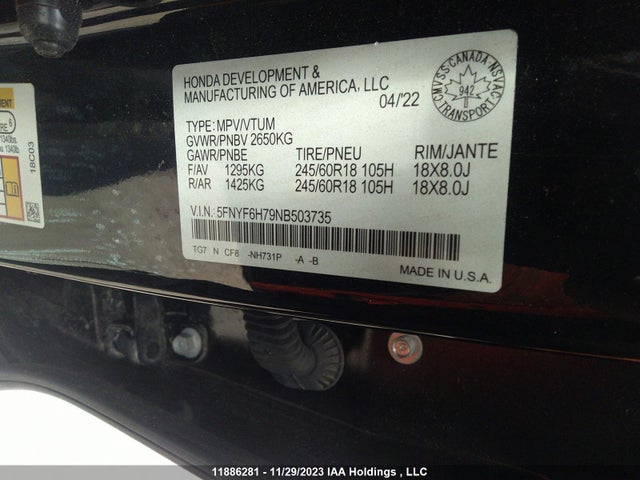 HONDA DEVELOPMENT &
MANUFACTURING OF AMERICA, LLC
04/'22
TYPE: MPV/VTUM
GVWR/PNBV 2650KG
GAWR/PNBE TIRE/PNEU RIM/JANTE
F/AV 1295KG 245/60R18 105H 18X8.0J
R/AR 1425KG 245/60R18 105H 18X8.0J
V.I.N.: 5FNYF6H79NB503735
TG7 N CF8 -NH731P -A -B
MADE IN U.S.A.
CANADA
942
TRANSPORT
18C03
11886281 - 11/29/2023 IAA Holdings , LLC